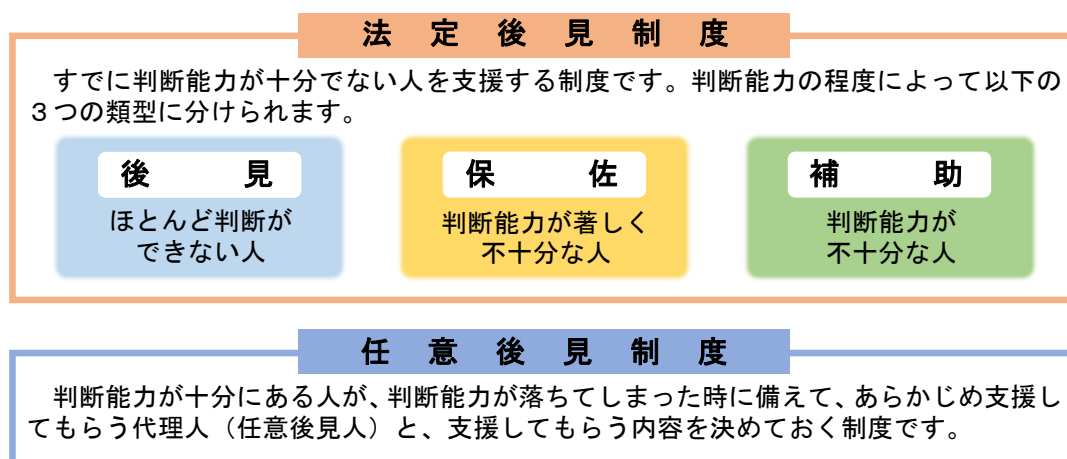 法定後見制度
すでに判断能力が十分でない人を支援する制度です。判断能力の程度によって以下の
３つの類型に分けられます。
後見
ほとんど判断が
できない人
保佐
判断能力が著しく
不十分な人
補助
判断能力が
不十分な人
任意後見制度
判断能力が十分にある人が、判断能力が落ちてしまった時に備えて、あらかじめ支援し
てもらう代理人（任意後見人）と、支援してもらう内容を決めておく制度です。